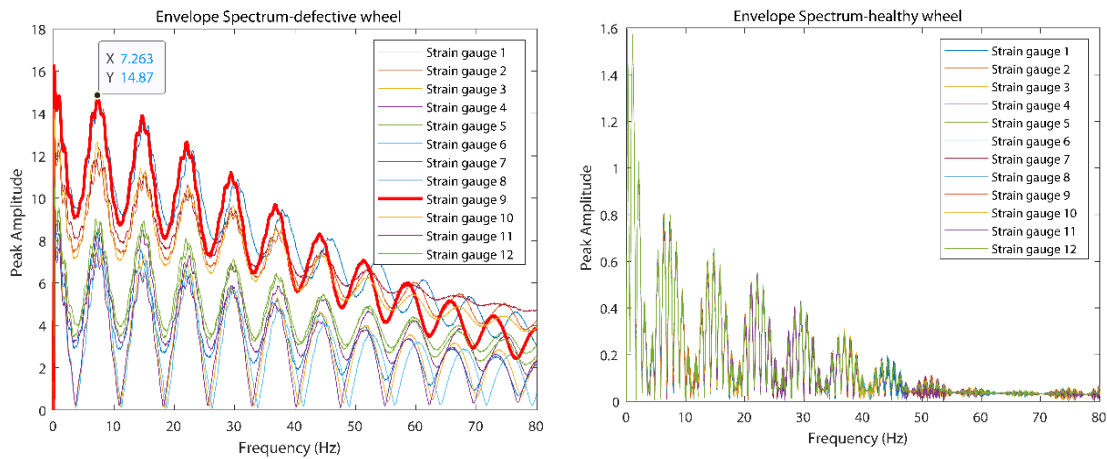 Envelope Spectrum-defective wheel
18
16
14
12
10
8
6
4
2
0
Peak Amplitude
X 7.263
Y 14.87
Strain gauge 1
Strain gauge 2
Strain gauge 3
Strain gauge 4
Strain gauge 5
Strain gauge 6
Strain gauge 7
Strain gauge 8
Strain gauge 9
Strain gauge 10
Strain gauge 11
Strain gauge 12
0 10 20 30 40 50 60 70 80
Frequency (Hz)
Envelope Spectrum-healthy wheel
1.6
1.4
1.2
1
0.8
0.6
0.4
0.2
0
Peak Amplitude
Strain gauge 1
Strain gauge 2
Strain gauge 3
Strain gauge 4
Strain gauge 5
Strain gauge 6
Strain gauge 7
Strain gauge 8
Strain gauge 9
Strain gauge 10
Strain gauge 11
Strain gauge 12
0 10 20 30 40 50 60 70 80
Frequency (Hz)